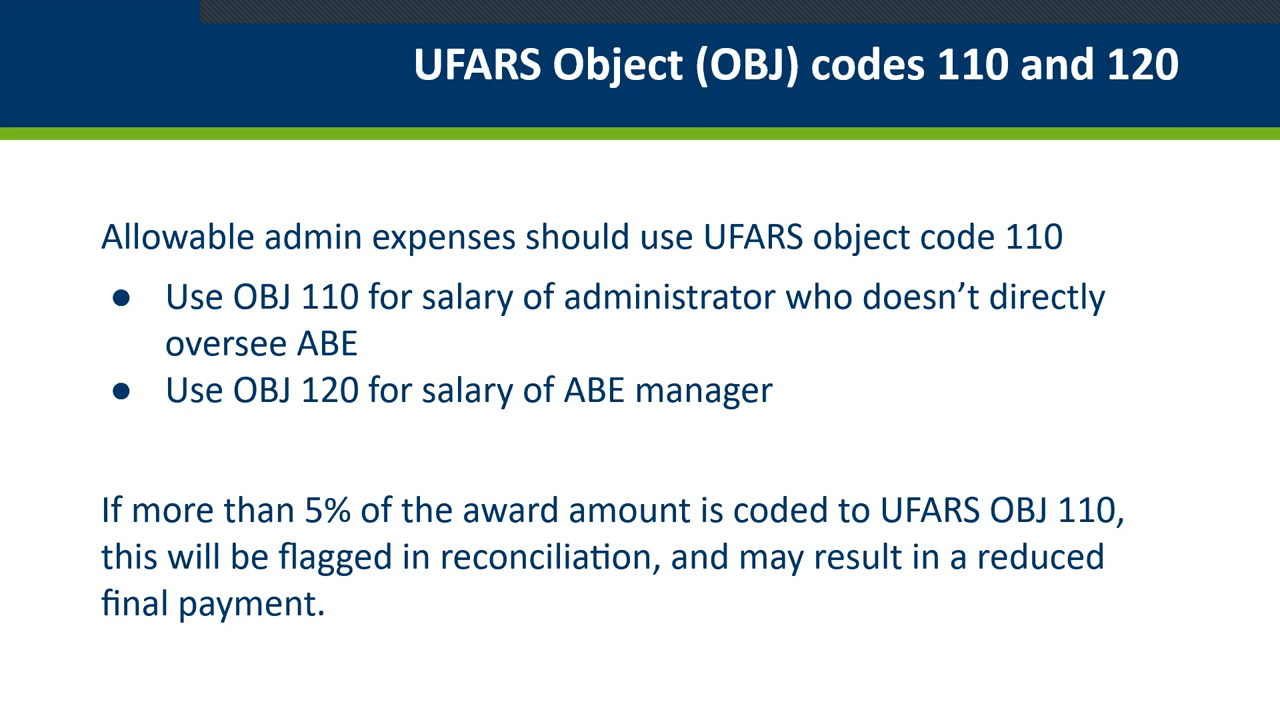 UFARS Object (OBJ) codes 110 and 120
Allowable admin expenses should use UFARS object code 110
● Use OBJ 110 for salary of administrator who doesn’t directly
oversee ABE
● Use OBJ 120 for salary of ABE manager
If more than 5% of the award amount is coded to UFARS OBJ 110,
this will be flagged in reconciliation, and may result in a reduced
final payment.